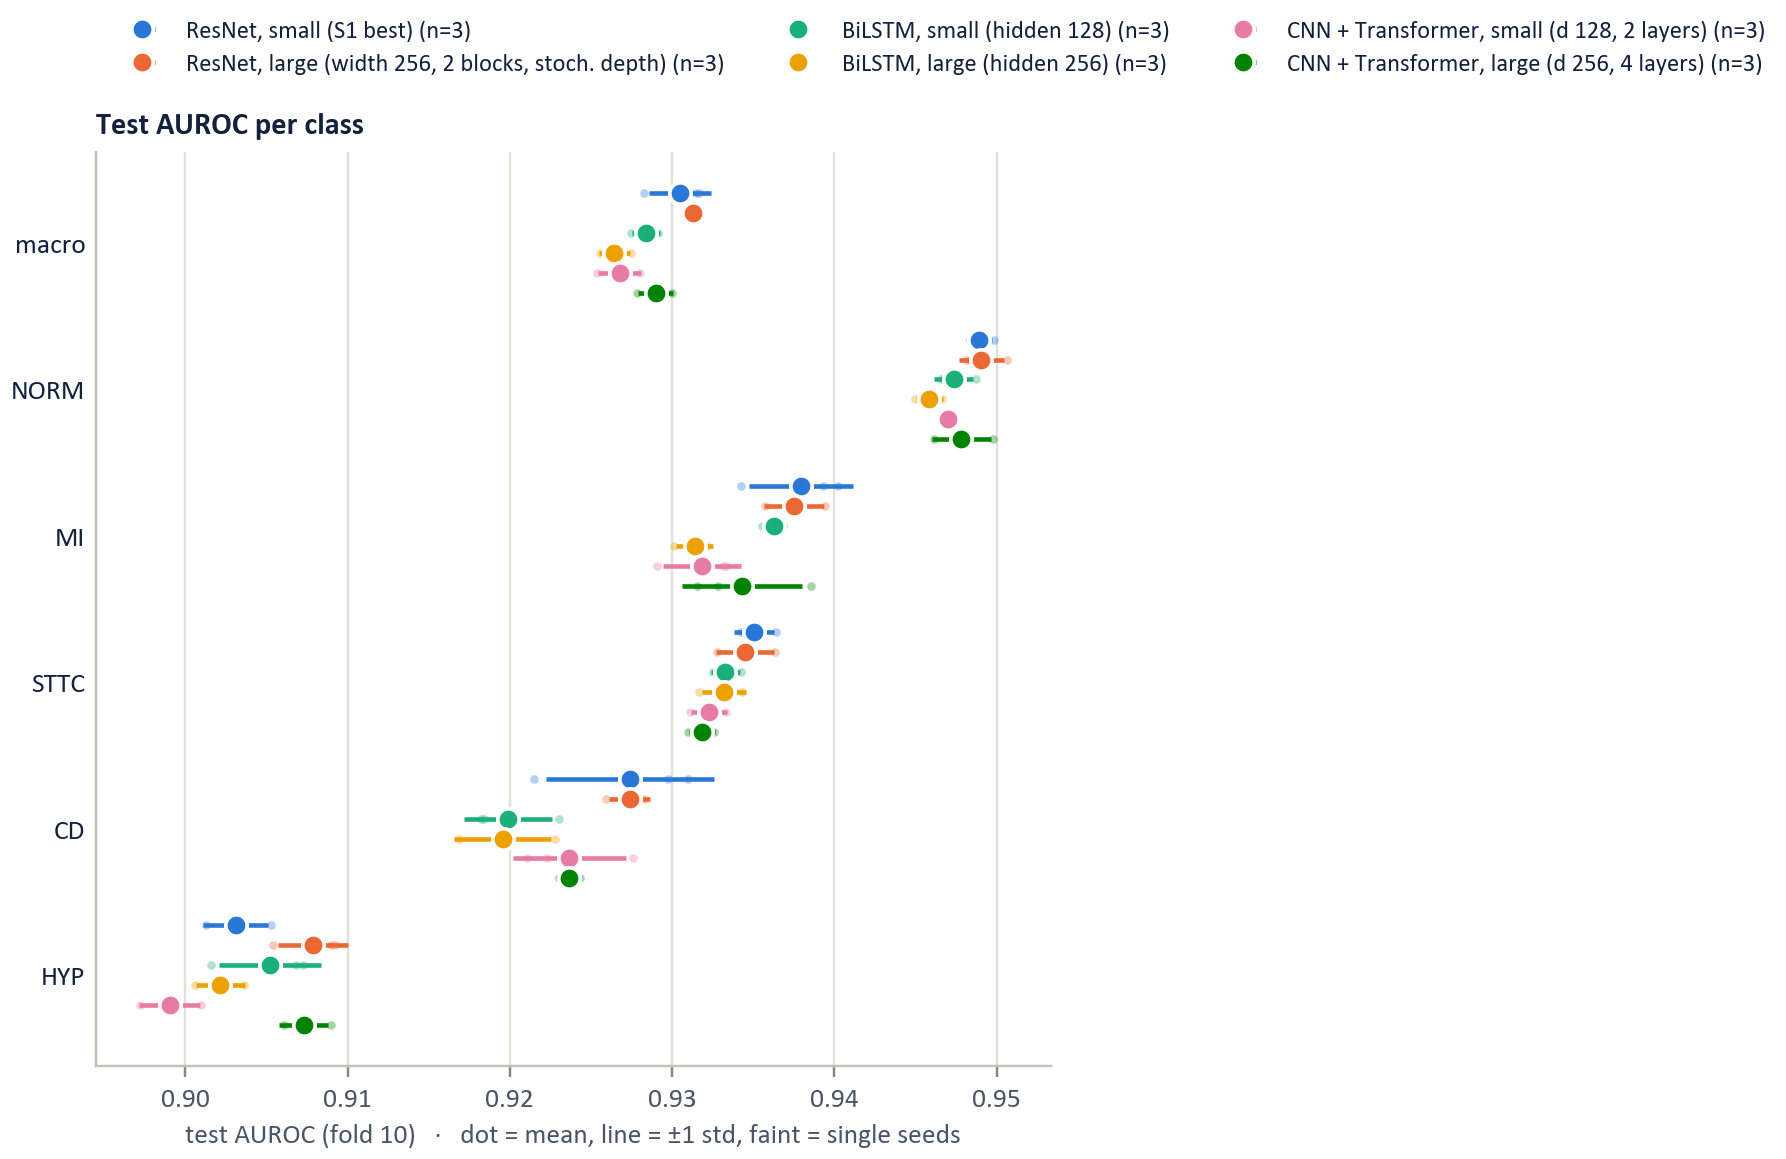 ResNet, small (S1 best) (n=3)
ResNet, large (width 256, 2 blocks, stoch. depth) (n=3)
BiLSTM, small (hidden 128) (n=3)
BiLSTM, large (hidden 256) (n=3)
CNN + Transformer, small (d 128, 2 layers) (n=3)
CNN + Transformer, large (d 256, 4 layers) (n=3)
Test AUROC per class
macro
NORM
MI
STTC
CD
HYP
0.90 0.91 0.92 0.93 0.94 0.95
test AUROC (fold 10) · dot = mean, line = ±1 std, faint = single seeds